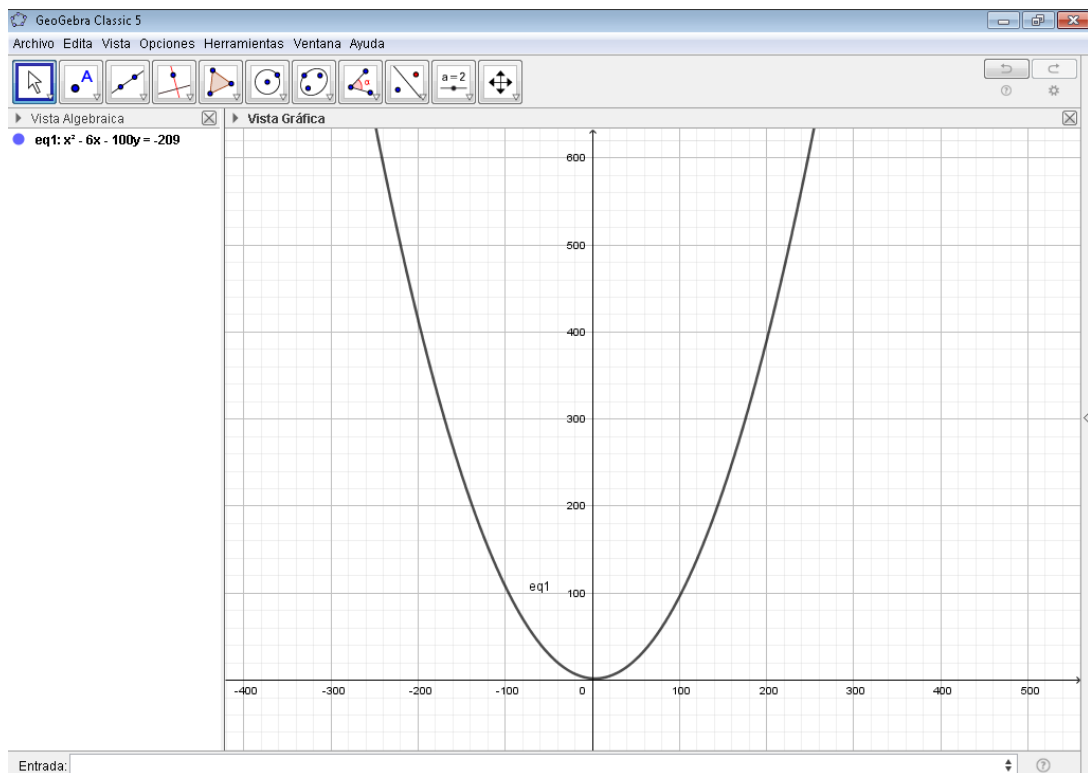 GeoGebra Classic 5
Archivo Edita Vista Opciones Herramientas Ventana Ayuda
A
α
a = 2
Vista Algebraica
Vista Gráfica
eq1: x² - 6x - 100y = -209
600
500
400
300
200
eq1
100
-400 -300 -200 -100 0 100 200 300 400 500
Entrada: